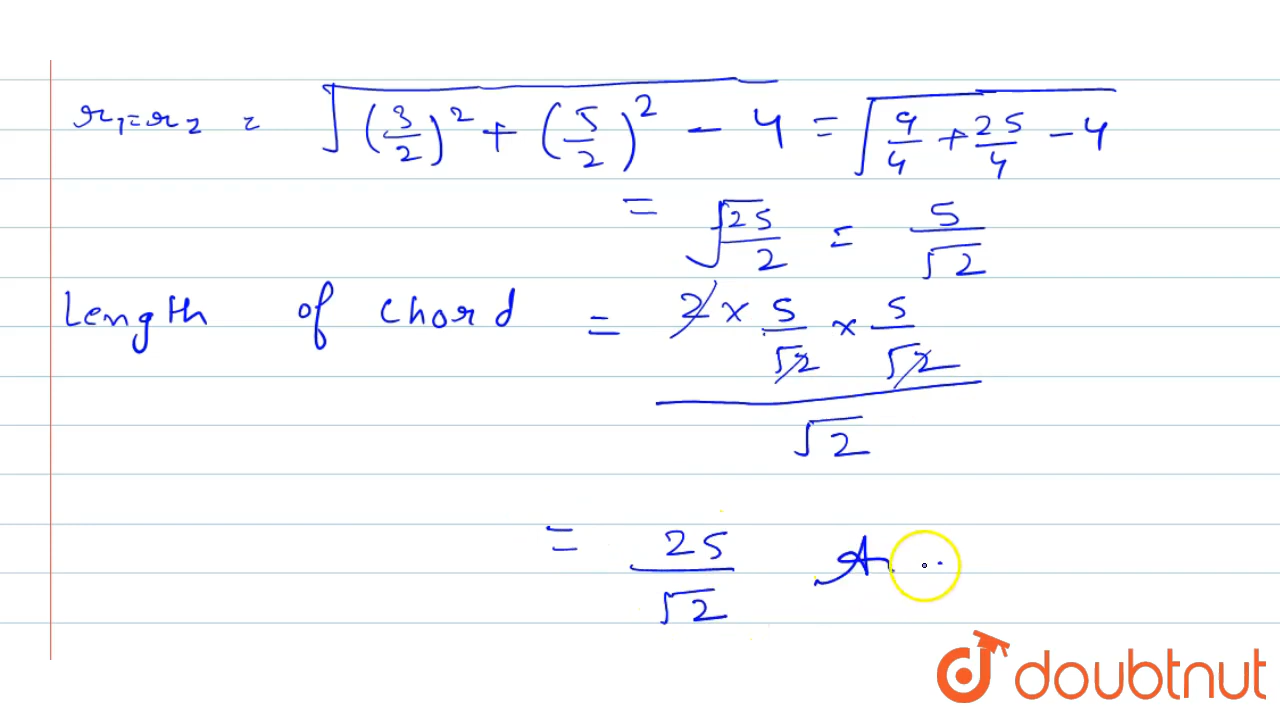 r₁=r₂ = √((3/2)² + (5/2)² - 4) = √(9/4 + 25/4 - 4)
= √(25/2) = 5/√2
Length of chord = (2 × 5/√2 × 5/√2)/√2
= 25/√2
doubtnut